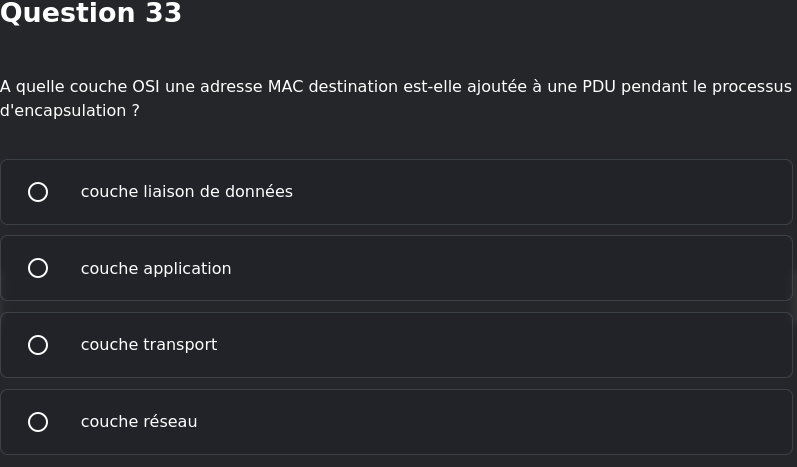 Question 33
A quelle couche OSI une adresse MAC destination est-elle ajoutée à une PDU pendant le processus
d'encapsulation ?
couche liaison de données
couche application
couche transport
couche réseau